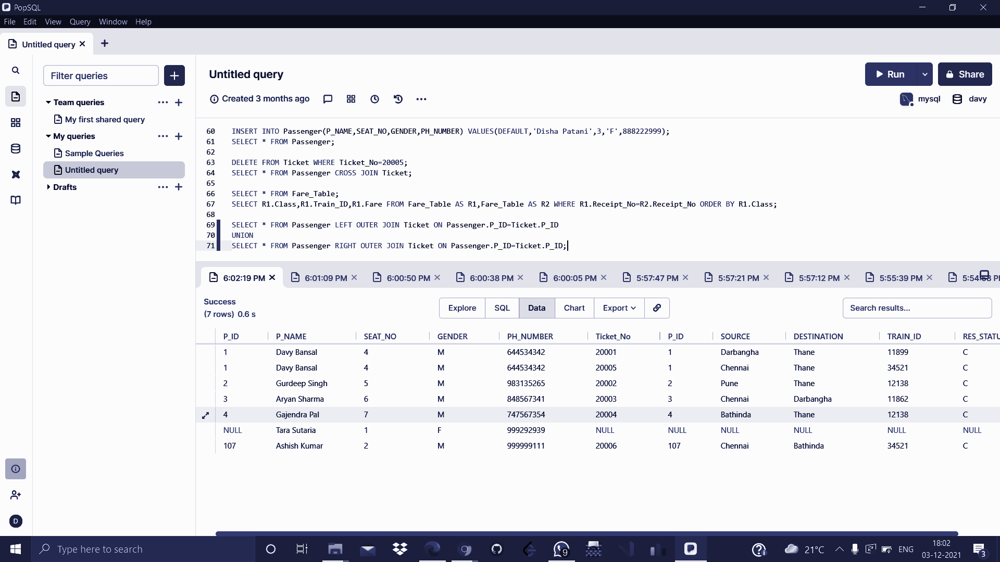 PopSQL
File Edit View Query Window Help
Untitled query
Filter queries
Team queries
My first shared query
My queries
Sample Queries
Untitled query
Drafts
D
Untitled query
Run
Share
Created 3 months ago
mysql
davy
60 INSERT INTO Passenger(P_NAME,SEAT_NO,GENDER,PH_NUMBER) VALUES(DEFAULT,'Disha Patani',3,'F',888222999);
61 SELECT * FROM Passenger;
62
63 DELETE FROM Ticket WHERE Ticket_No=20005;
64 SELECT * FROM Passenger CROSS JOIN Ticket;
65
66 SELECT * FROM Fare_Table;
67 SELECT R1.Class,R1.Train_ID,R1.Fare FROM Fare_Table AS R1,Fare_Table AS R2 WHERE R1.Receipt_No=R2.Receipt_No ORDER BY R1.Class;
68
69 SELECT * FROM Passenger LEFT OUTER JOIN Ticket ON Passenger.P_ID=Ticket.P_ID
70 UNION
71 SELECT * FROM Passenger RIGHT OUTER JOIN Ticket ON Passenger.P_ID=Ticket.P_ID;
6:02:19 PM 6:01:09 PM 6:00:50 PM 6:00:38 PM 6:00:05 PM 5:57:47 PM 5:57:21 PM 5:57:12 PM 5:55:39 PM
Success
(7 rows) 0.6 s
Explore SQL Data Chart Export
Search results...
P_ID P_NAME SEAT_NO GENDER PH_NUMBER Ticket_No P_ID SOURCE DESTINATION TRAIN_ID RES_STATU
1 Davy Bansal 4 M 644534342 20001 1 Darbangha Thane 11899 C
1 Davy Bansal 4 M 644534342 20005 1 Chennai Thane 34521 C
2 Gurdeep Singh 5 M 983135265 20002 2 Pune Thane 12138 C
3 Aryan Sharma 6 M 848567341 20003 3 Chennai Darbangha 11862 C
4 Gajendra Pal 7 M 747567354 20004 4 Bathinda Thane 12138 C
NULL Tara Sutaria 1 F 999292939 NULL NULL NULL NULL NULL NULL
107 Ashish Kumar 2 M 999999111 20006 107 Chennai Bathinda 34521 C
Type here to search
9
21°C
ENG
18:02
03-12-2021
3